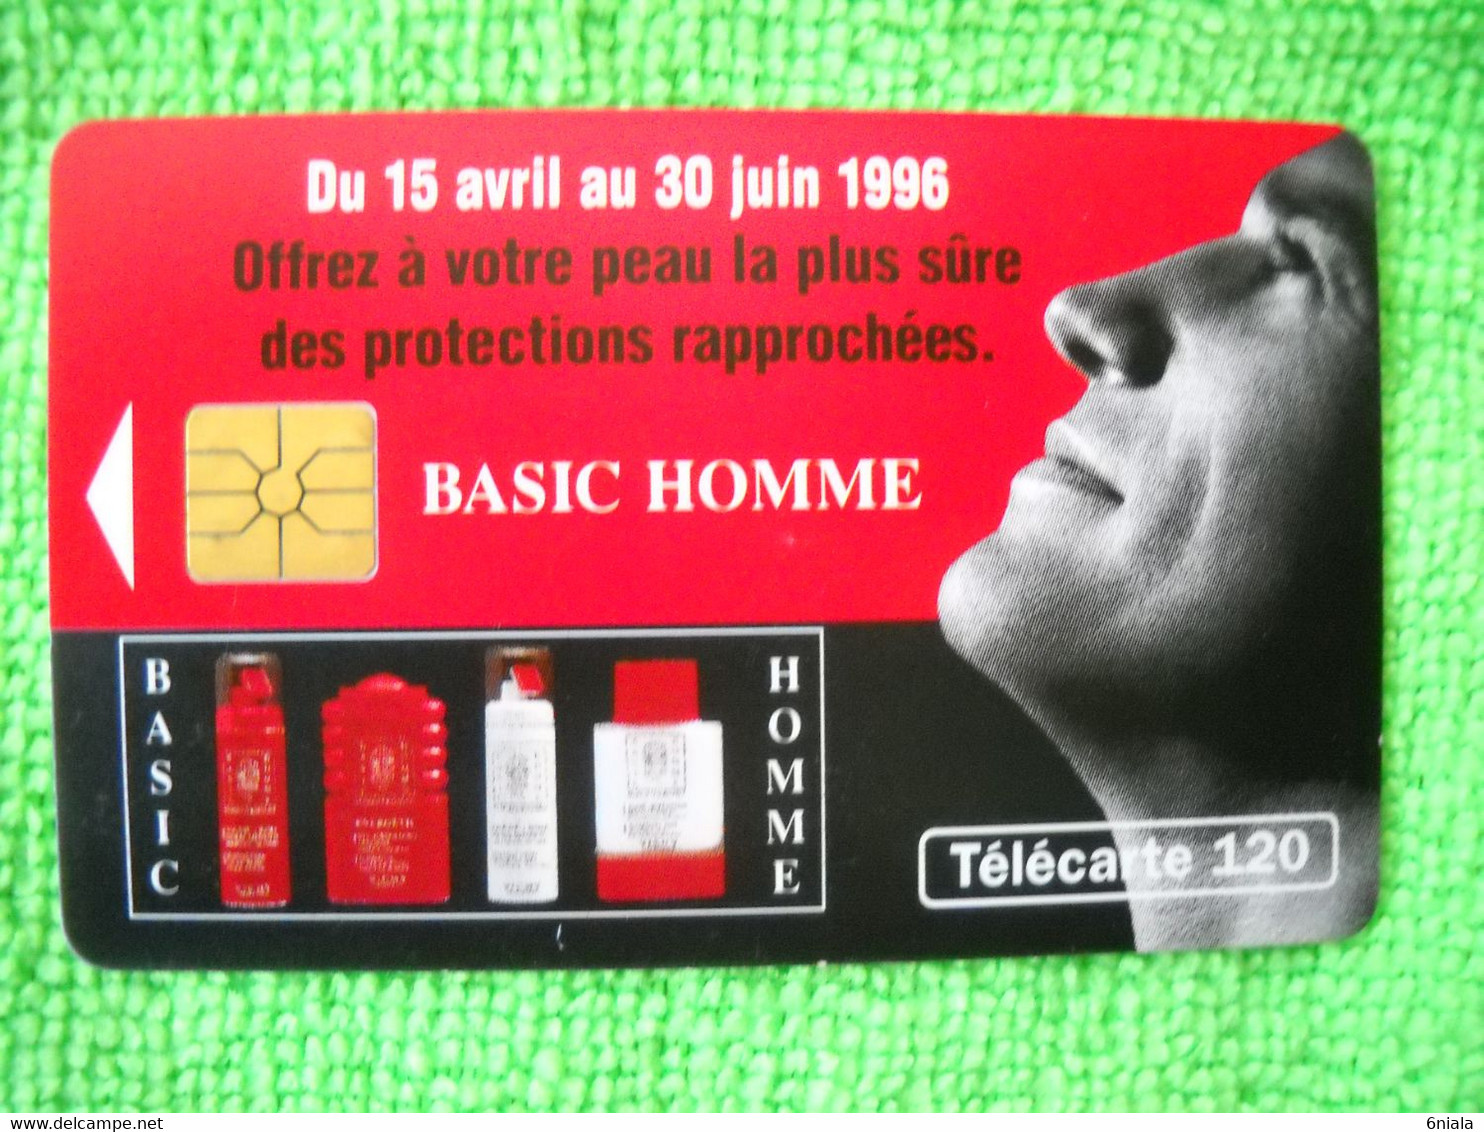 Du 15 avril au 30 juin 1996
Offrez à votre peau la plus sûre
des protections rapprochées.
BASIC HOMME
BASIC
HOMME
Télécarte 120
delcampe.net
6niala